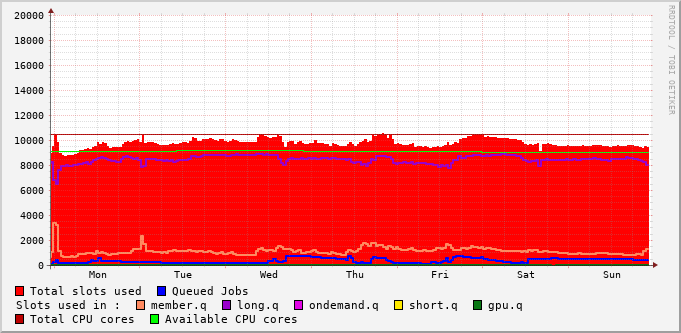 20000
18000
16000
14000
12000
10000
8000
6000
4000
2000
0
Mon Tue Wed Thu Fri Sat Sun
RRDTOOL / TOBI OETIKER
Total slots used Queued Jobs
Slots used in : member.q long.q ondemand.q short.q gpu.q
Total CPU cores Available CPU cores